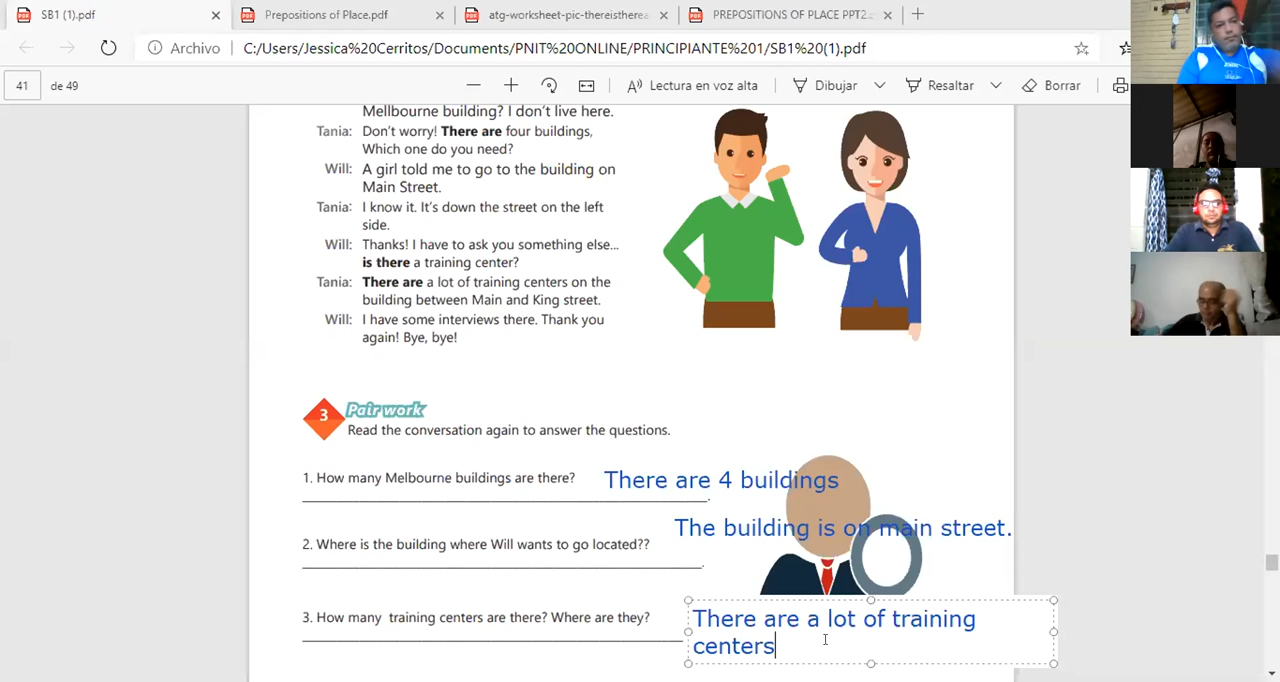 SB1 (1).pdf
Prepositions of Place.pdf
atg-worksheet-pic-thereistherea
PREPOSITIONS OF PLACE PPT2.
Archivo
C:/Users/Jessica%20Cerritos/Documents/PNIT%20ONLINE/PRINCIPIANTE%201/SB1%20(1).pdf
41 de 49
Lectura en voz alta
Dibujar
Resaltar
Borrar
Mellbourne building? I don't live here.
Tania: Don't worry! There are four buildings,
Which one do you need?
Will: A girl told me to go to the building on
Main Street.
Tania: I know it. It's down the street on the left
side.
Will: Thanks! I have to ask you something else...
is there a training center?
Tania: There are a lot of training centers on the
building between Main and King street.
Will: I have some interviews there. Thank you
again! Bye, bye!
3 Pair work
Read the conversation again to answer the questions.
1. How many Melbourne buildings are there? There are 4 buildings
The building is on main street.
2. Where is the building where Will wants to go located??
3. How many training centers are there? Where are they? There are a lot of training
centers